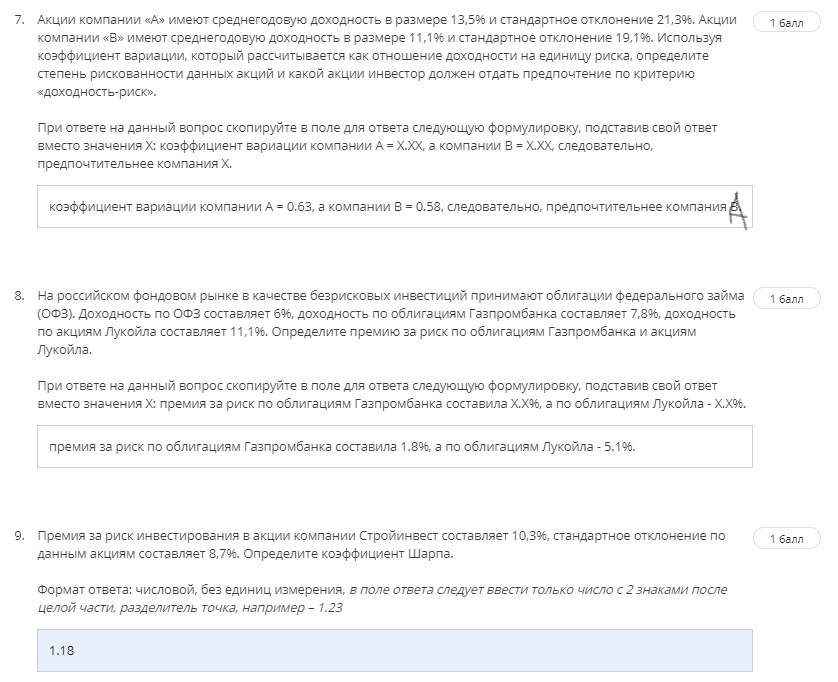 7. Акции компании «А» имеют среднегодовую доходность в размере 13,5% и стандартное отклонение 21,3%. Акции
1 балл
компании «В» имеют среднегодовую доходность в размере 11,1% и стандартное отклонение 19,1%. Используя
коэффициент вариации, который рассчитывается как отношение доходности на единицу риска, определите
степень рискованности данных акций и какой акции инвестор должен отдать предпочтение по критерию
«доходность-риск».
При ответе на данный вопрос скопируйте в поле для ответа следующую формулировку, подставив свой ответ
вместо значения Х: коэффициент вариации компании А = Х.ХХ, а компании В = Х.ХХ, следовательно,
предпочтительнее компания Х.
коэффициент вариации компании А = 0.63, а компании В = 0.58, следовательно, предпочтительнее компания В. А
8. На российском фондовом рынке в качестве безрисковых инвестиций принимают облигации федерального займа
1 балл
(ОФЗ). Доходность по ОФЗ составляет 6%, доходность по облигациям Газпромбанка составляет 7,8%, доходность
по акциям Лукойла составляет 11,1%. Определите премию за риск по облигациям Газпромбанка и акциям
Лукойла.
При ответе на данный вопрос скопируйте в поле для ответа следующую формулировку, подставив свой ответ
вместо значения Х: премия за риск по облигациям Газпромбанка составила Х.Х%, а по облигациям Лукойла - Х.Х%.
премия за риск по облигациям Газпромбанка составила 1.8%, а по облигациям Лукойла - 5.1%.
9. Премия за риск инвестирования в акции компании Стройинвест составляет 10,3%, стандартное отклонение по
1 балл
данным акциям составляет 8,7%. Определите коэффициент Шарпа.
Формат ответа: числовой, без единиц измерения, в поле ответа следует ввести только число с 2 знаками после
целой части, разделитель точка, например – 1.23
1.18